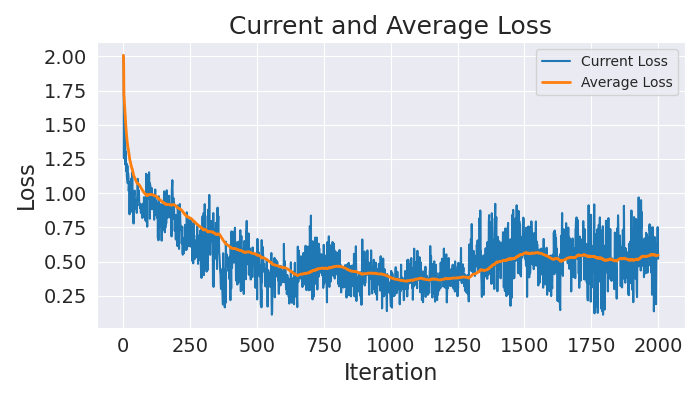 Current and Average Loss
Current Loss
Average Loss
Loss
2.00
1.75
1.50
1.25
1.00
0.75
0.50
0.25
0 250 500 750 1000 1250 1500 1750 2000
Iteration